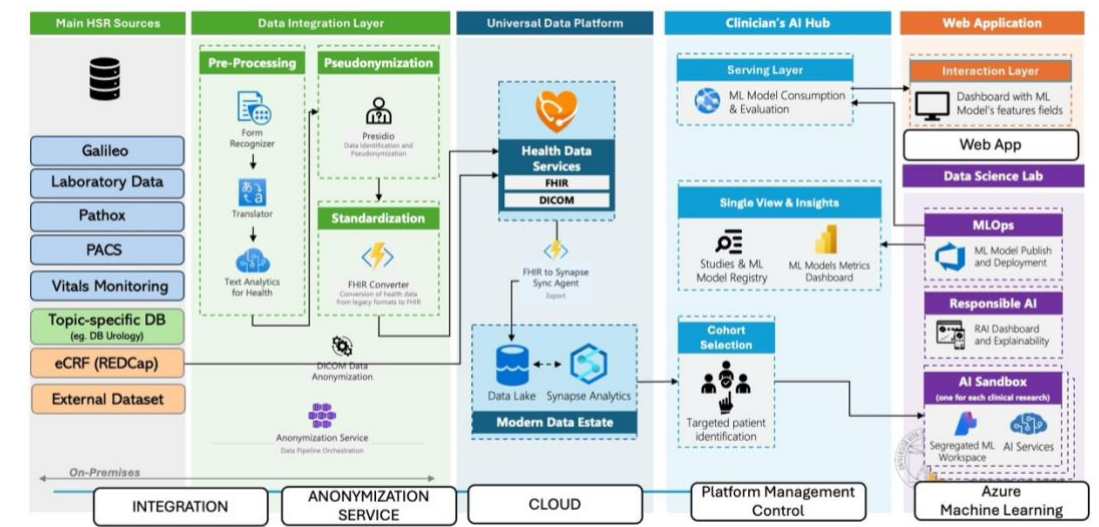 Main HSR Sources
Galileo
Laboratory Data
Pathox
PACS
Vitals Monitoring
Topic-specific DB
(eg. DB Urology)
eCRF (REDCap)
External Dataset
On-Premises
Data Integration Layer
Pre-Processing
Form
Recognizer
Translator
Text Analytics
for Health
Pseudonymization
Presidio
Data Identification and
Pseudonymization
Standardization
FHIR Converter
Conversion of health data
from legacy formats to FHIR
DICOM Data
Anonymization
Anonymization Service
Data Pipeline Orchestration
Universal Data Platform
Health Data
Services
FHIR
DICOM
FHIR to Synapse
Sync Agent
Export
Data Lake
Synapse Analytics
Modern Data Estate
Clinician's AI Hub
Serving Layer
ML Model Consumption
& Evaluation
Single View & Insights
Studies & ML
Model Registry
ML Models Metrics
Dashboard
Cohort
Selection
Targeted patient
identification
Web Application
Interaction Layer
Dashboard with ML
Model's features fields
Web App
Data Science Lab
MLOps
ML Model Publish
and Deployment
Responsible AI
RAI Dashboard
and Explainability
AI Sandbox
(one for each clinical research)
Segregated ML
Workspace
AI Services
INTEGRATION
ANONYMIZATION
SERVICE
CLOUD
Platform Management
Control
Azure
Machine Learning